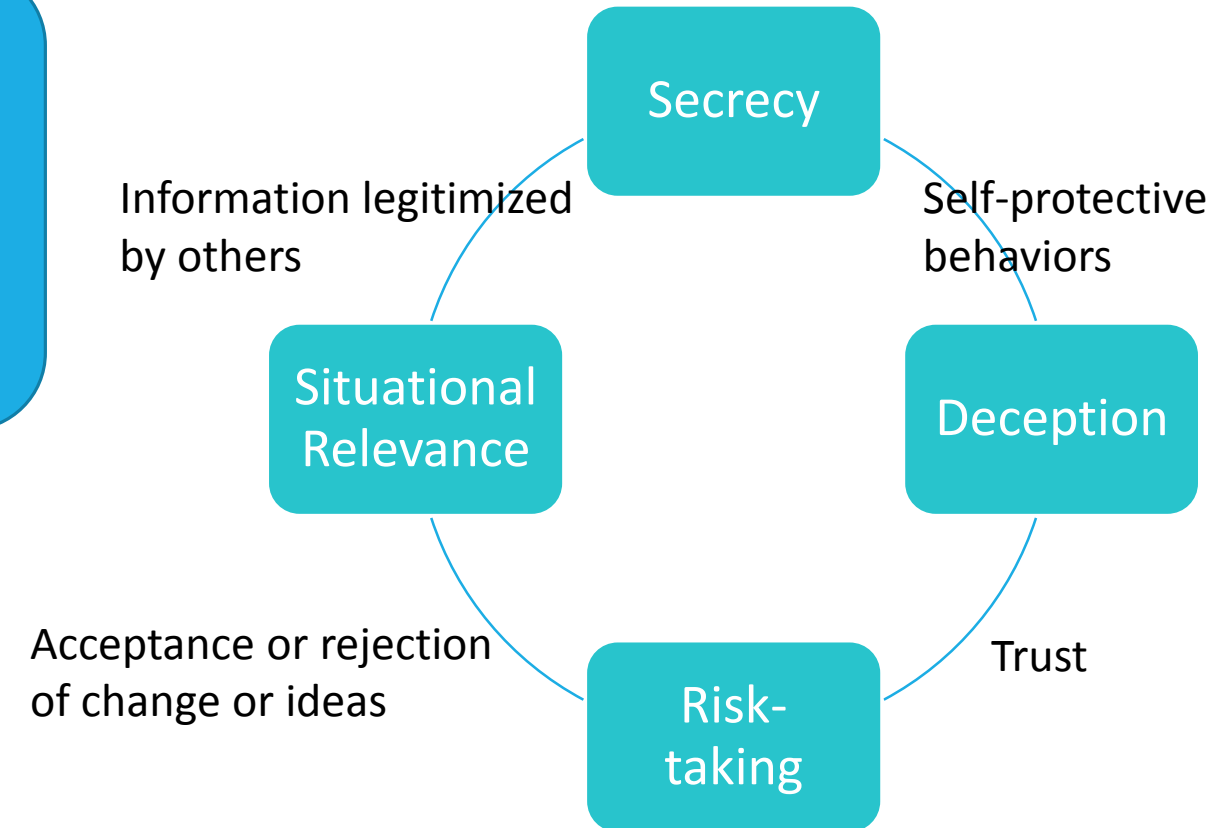 Secrecy
Information legitimized
by others
Self-protective
behaviors
Situational
Relevance
Deception
Acceptance or rejection
of change or ideas
Trust
Risk-
taking